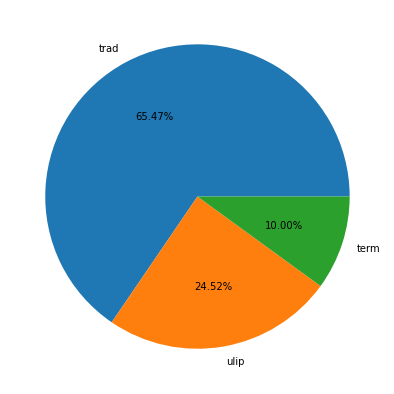 trad
65.47%
10.00%
term
24.52%
ulip